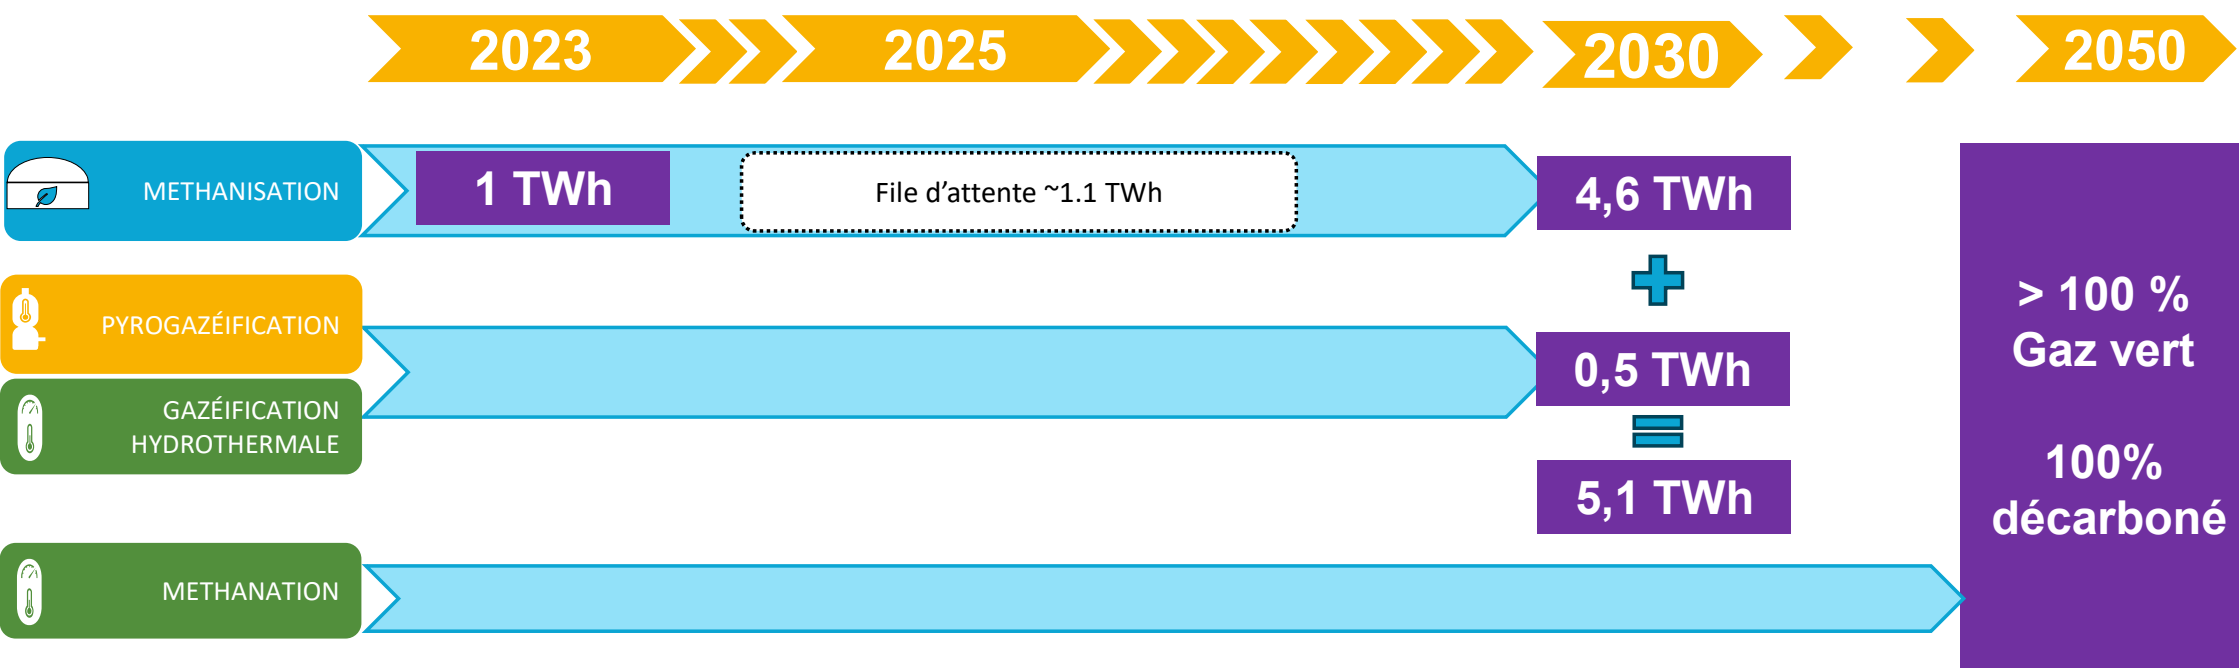 2023
2025
2030
2050
METHANISATION
1 TWh
File d’attente ~1.1 TWh
4,6 TWh
PYROGAZÉIFICATION
GAZÉIFICATION
HYDROTHERMALE
0,5 TWh
5,1 TWh
METHANATION
> 100 %
Gaz vert
100%
décarboné